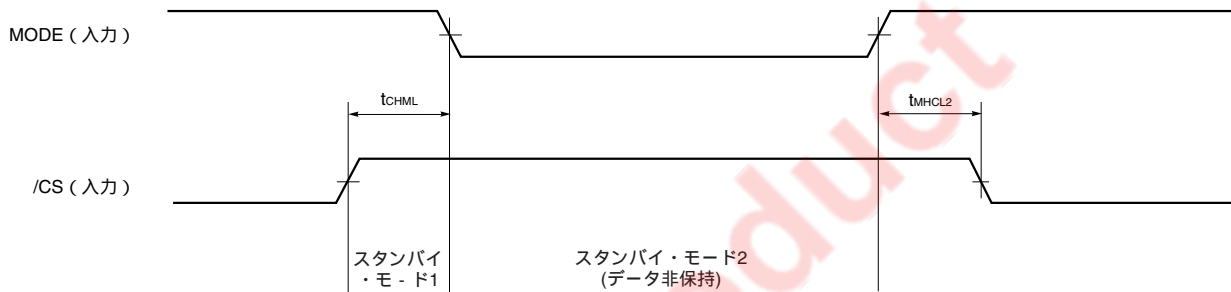 MODE ( 入力 )
tCHML
tMHCL2
/CS ( 入力 )
スタンバイ
・モ - ド1
スタンバイ・モード2
(データ非保持)
duct